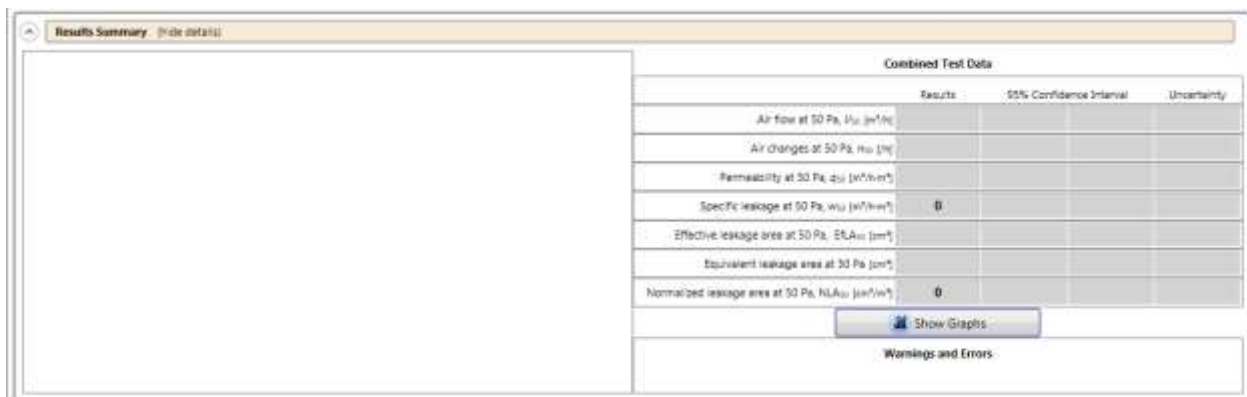 Results Summary (hide details)
Combined Test Data
Results 95% Confidence Interval Uncertainty
Air flow at 50 Pa, V₅₀ [m³/h]
Air changes at 50 Pa, n₅₀ [/h]
Permeability at 50 Pa, q₅₀ [m³/h·m²]
Specific leakage at 50 Pa, w₅₀ [m³/h·m²] 0
Effective leakage area at 50 Pa, EfLA₅₀ [cm²]
Equivalent leakage area at 50 Pa [cm²]
Normalized leakage area at 50 Pa, NLA₅₀ [cm²/m²] 0
Show Graphs
Warnings and Errors